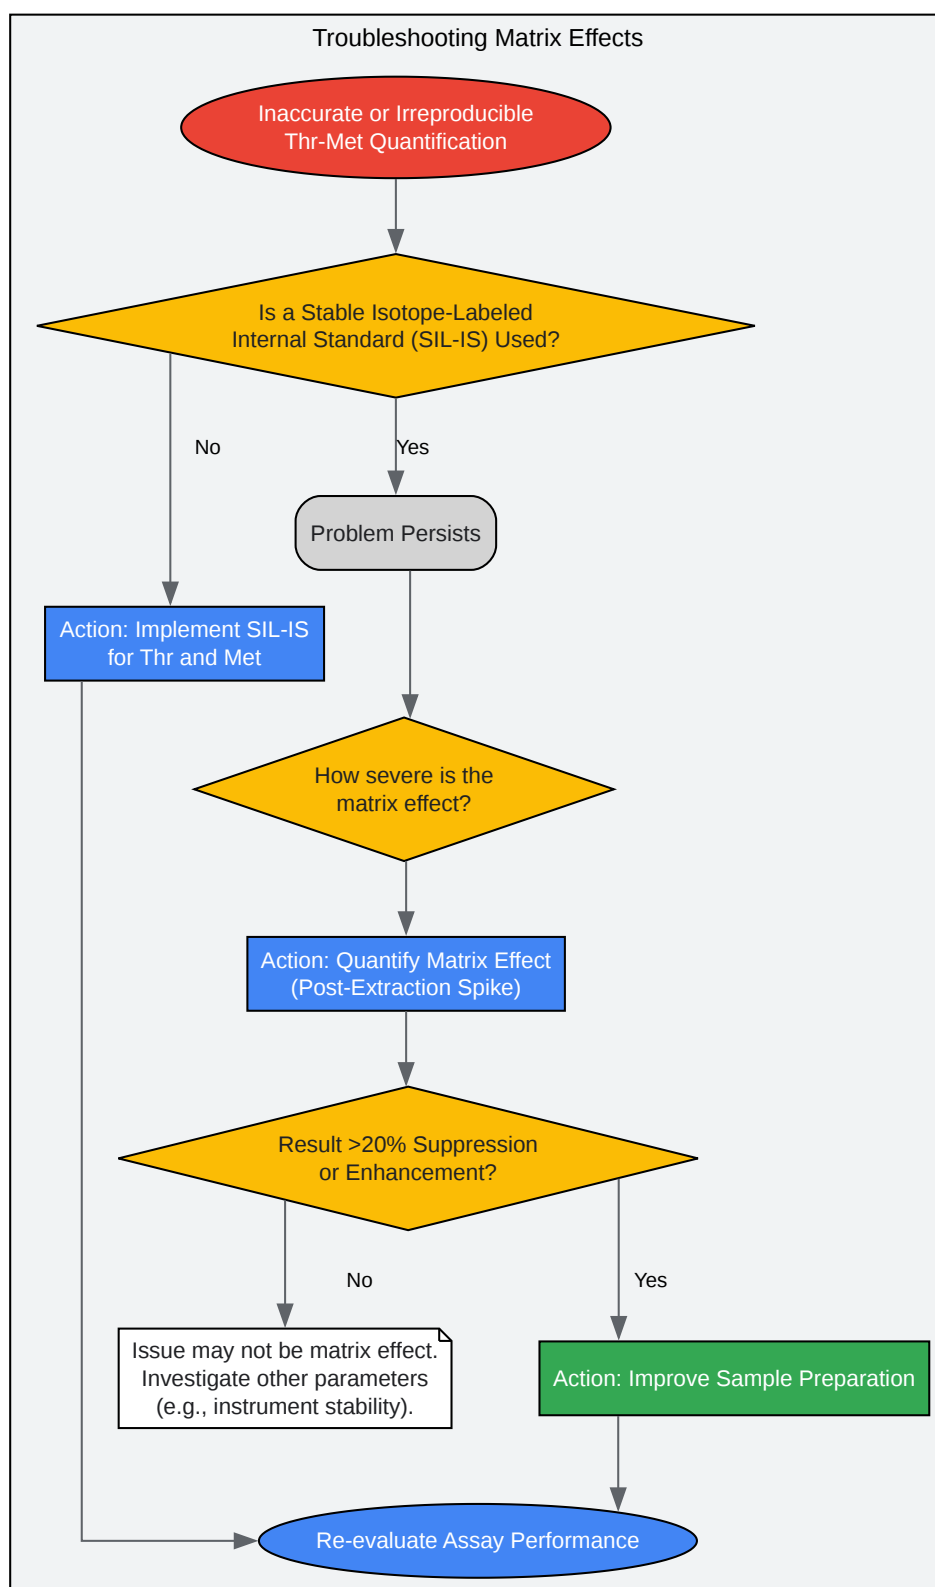 Troubleshooting Matrix Effects
Inaccurate or Irreproducible
Thr-Met Quantification
Is a Stable Isotope-Labeled
Internal Standard (SIL-IS) Used?
No
Yes
Problem Persists
Action: Implement SIL-IS
for Thr and Met
How severe is the
matrix effect?
Action: Quantify Matrix Effect
(Post-Extraction Spike)
Result >20% Suppression
or Enhancement?
No
Yes
Issue may not be matrix effect.
Investigate other parameters
(e.g., instrument stability).
Action: Improve Sample Preparation
Re-evaluate Assay Performance